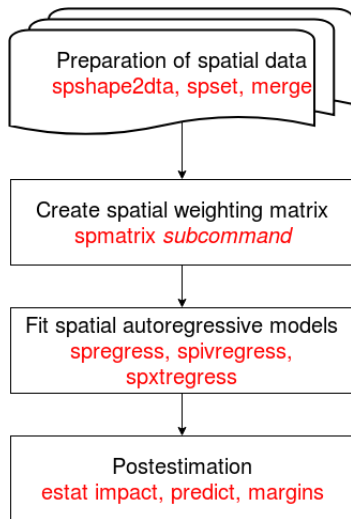 Preparation of spatial data
spshape2dta, spset, merge
Create spatial weighting matrix
spmatrix subcommand
Fit spatial autoregressive models
spregress, spivregress,
spxtregress
Postestimation
estat impact, predict, margins